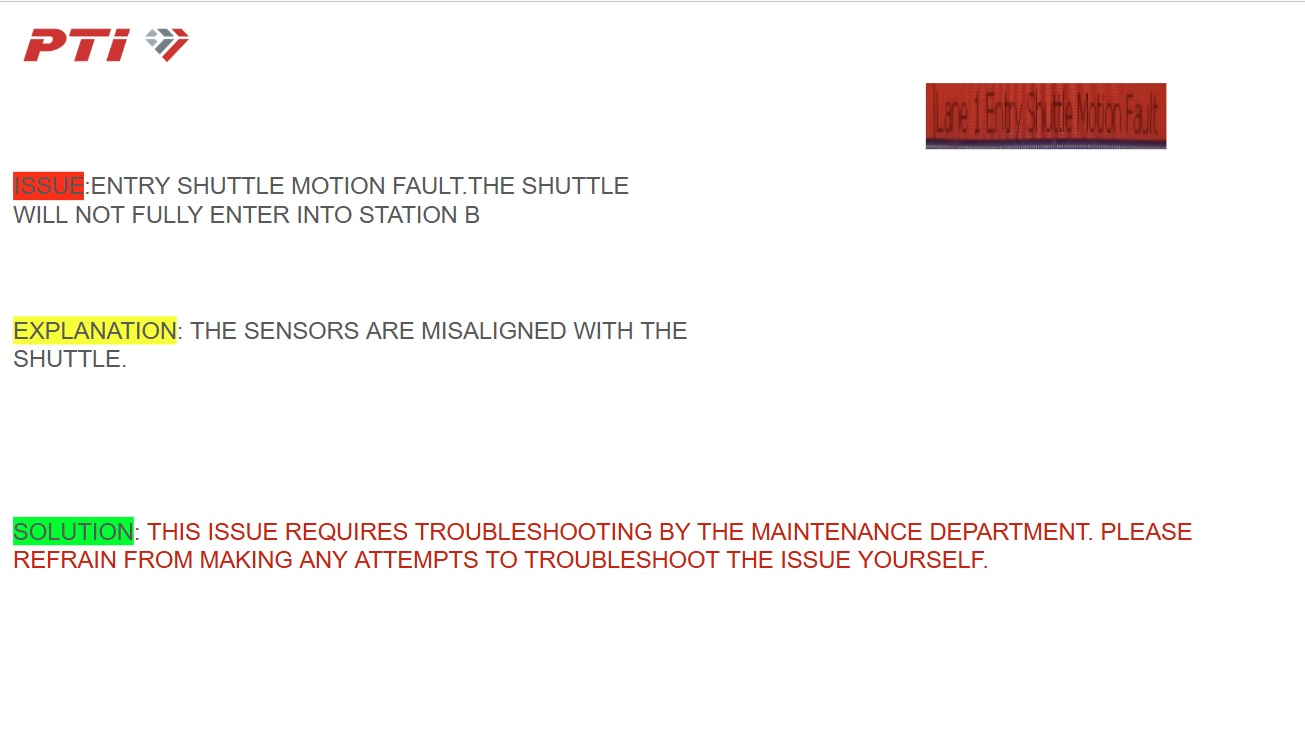 PTi
Lane 1 Entry Shuttle Motion Fault
ISSUE:ENTRY SHUTTLE MOTION FAULT.THE SHUTTLE
WILL NOT FULLY ENTER INTO STATION B
EXPLANATION: THE SENSORS ARE MISALIGNED WITH THE
SHUTTLE.
SOLUTION: THIS ISSUE REQUIRES TROUBLESHOOTING BY THE MAINTENANCE DEPARTMENT. PLEASE
REFRAIN FROM MAKING ANY ATTEMPTS TO TROUBLESHOOT THE ISSUE YOURSELF.